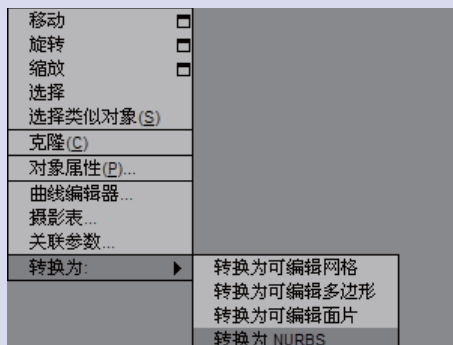 移动
旋转
缩放
选择
选择类似对象(S)
克隆(C)
对象属性(P)...
曲线编辑器...
摄影表...
关联参数...
转换为:
转换为可编辑网格
转换为可编辑多边形
转换为可编辑面片
转换为 NURBS